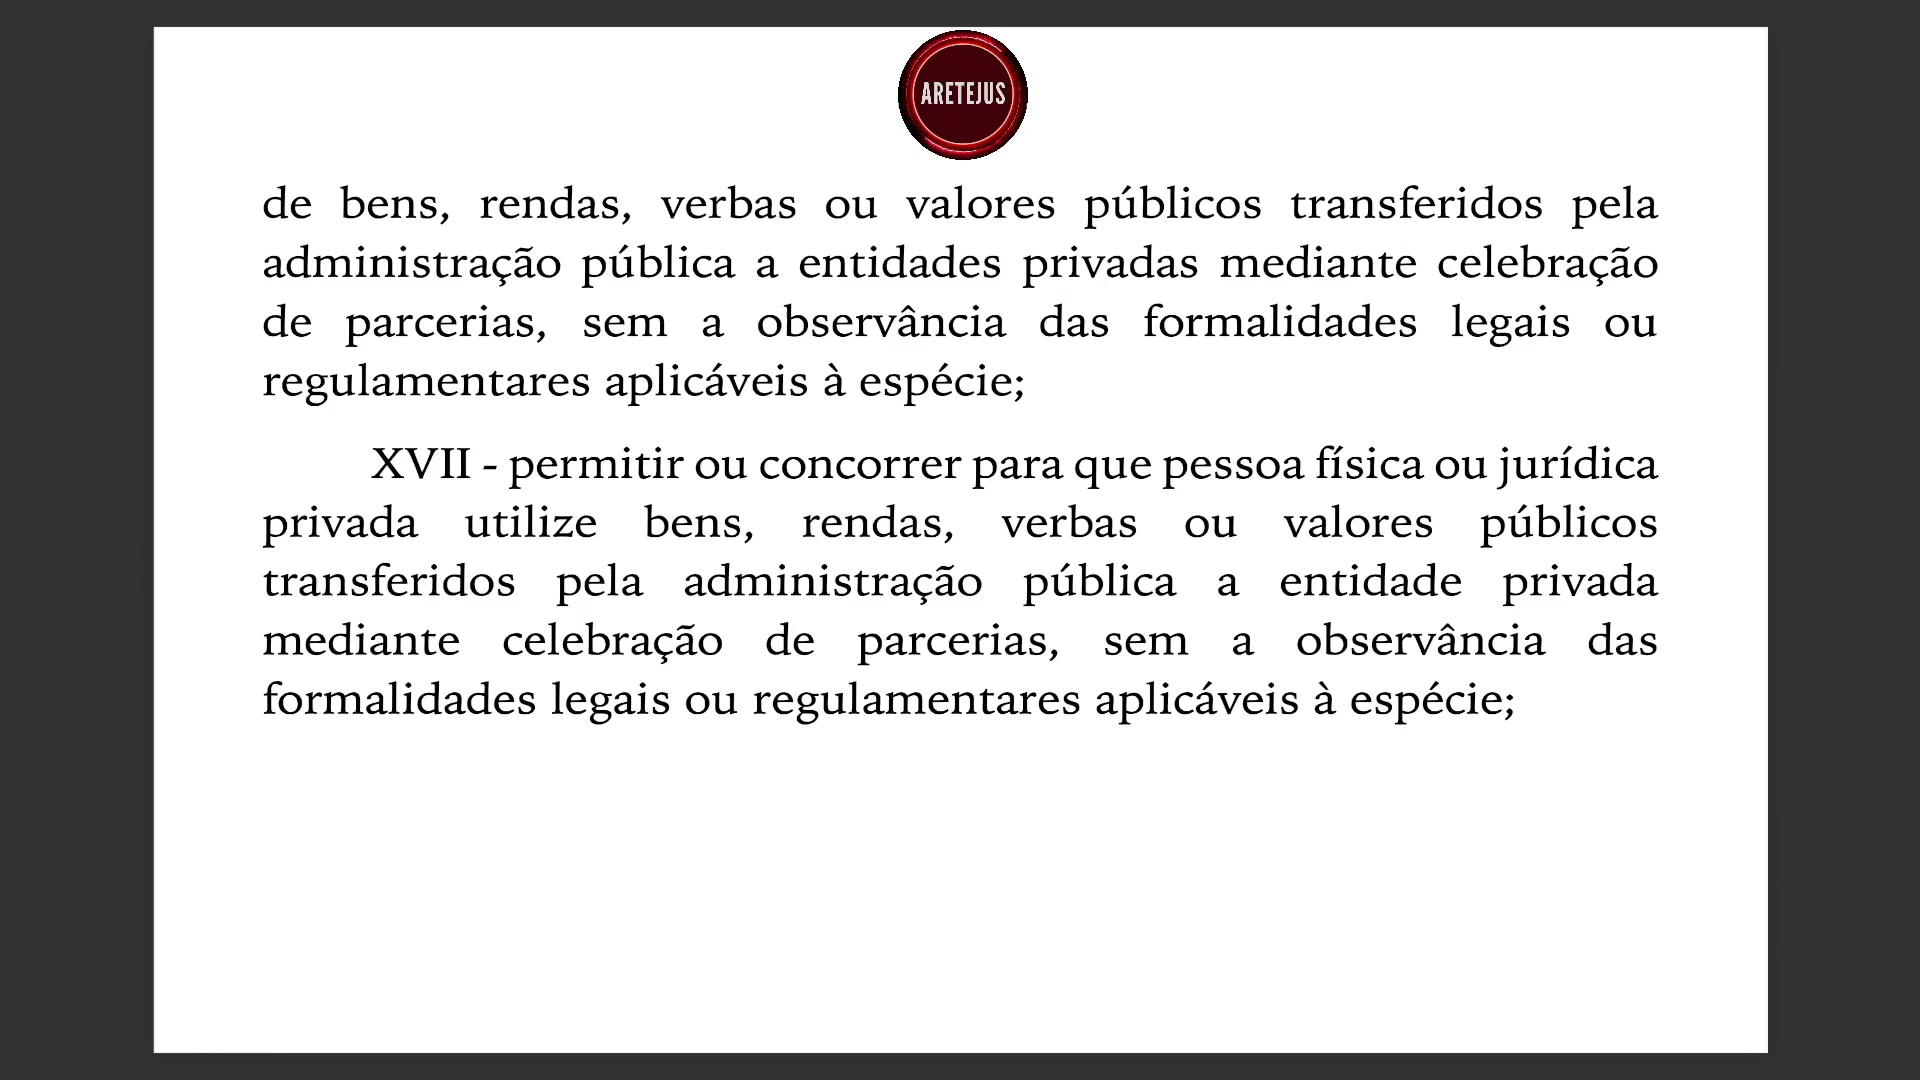 ARETEJUS
de bens, rendas, verbas ou valores públicos transferidos pela
administração pública a entidades privadas mediante celebração
de parcerias, sem a observância das formalidades legais ou
regulamentares aplicáveis à espécie;
XVII - permitir ou concorrer para que pessoa física ou jurídica
privada utilize bens, rendas, verbas ou valores públicos
transferidos pela administração pública a entidade privada
mediante celebração de parcerias, sem a observância das
formalidades legais ou regulamentares aplicáveis à espécie;